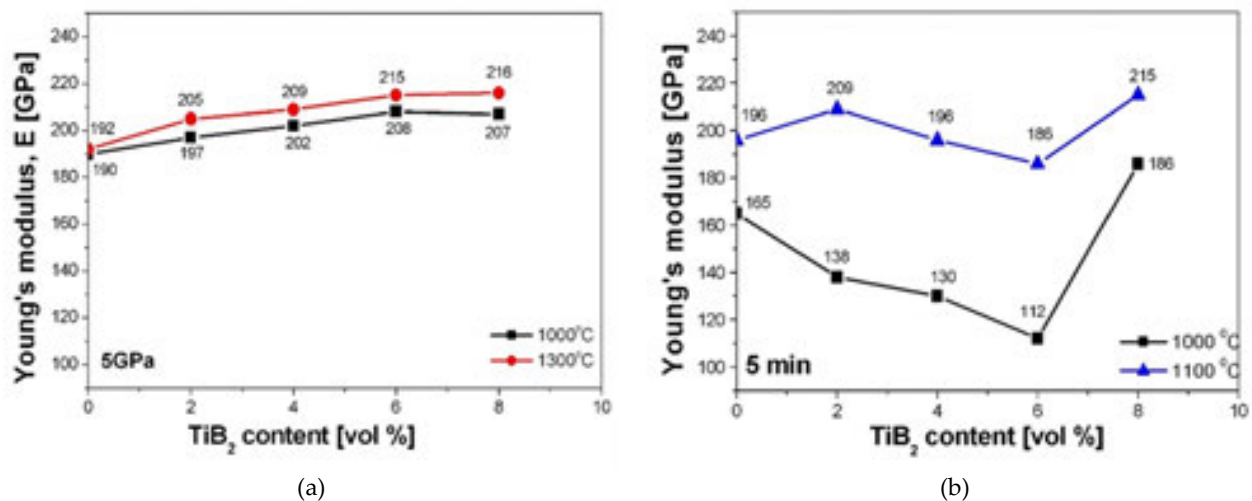 Young's modulus, E [GPa]
240
220
200
180
160
140
120
100
192
205
209
215
216
190
197
202
208
207
1000°C
1300°C
5GPa
0 2 4 6 8 10
TiB2 content [vol %]
(a)
Young's modulus [GPa]
240
220
200
180
160
140
120
100
196
209
196
186
215
165
138
130
112
186
1000 °C
1100 °C
5 min
0 2 4 6 8 10
TiB2 content [vol %]
(b)